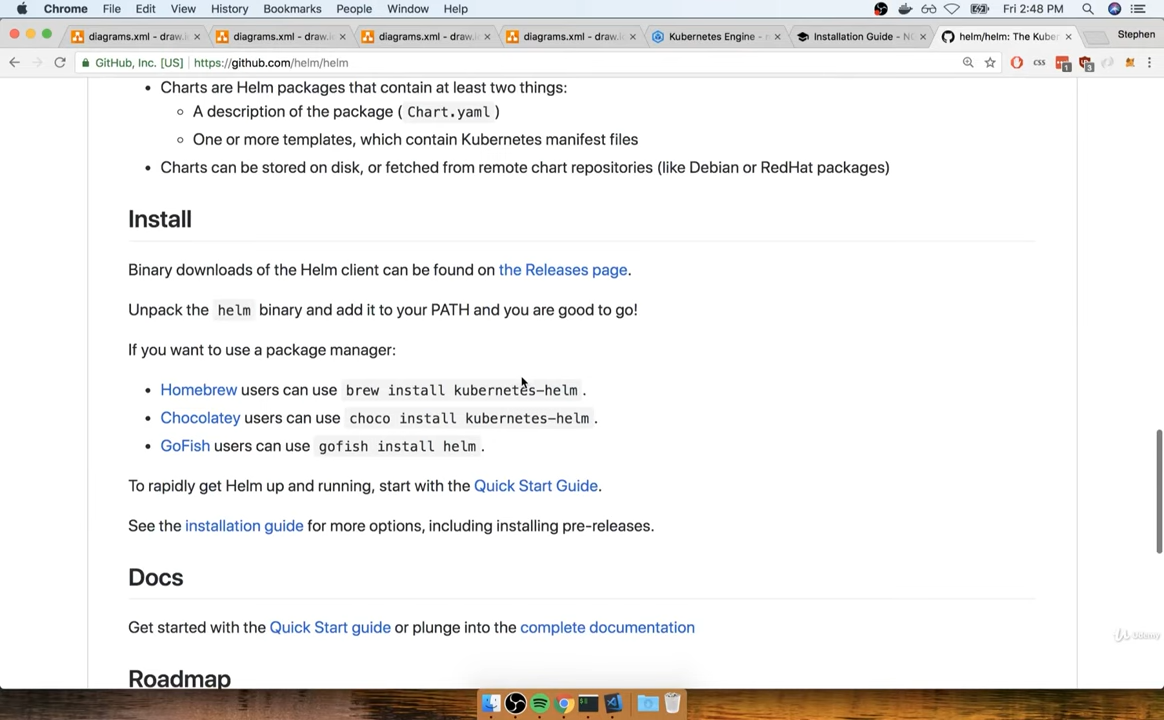 Chrome File Edit View History Bookmarks People Window Help Fri 2:48 PM
diagrams.xml - draw.i diagrams.xml - draw.i diagrams.xml - draw.i diagrams.xml - draw.i Kubernetes Engine - Installation Guide - helm/helm: The Kuber Stephen
GitHub, Inc. [US] https://github.com/helm/helm css 1 3
• Charts are Helm packages that contain at least two things:
○ A description of the package ( Chart.yaml )
○ One or more templates, which contain Kubernetes manifest files
• Charts can be stored on disk, or fetched from remote chart repositories (like Debian or RedHat packages)
Install
Binary downloads of the Helm client can be found on the Releases page.
Unpack the helm binary and add it to your PATH and you are good to go!
If you want to use a package manager:
• Homebrew users can use brew install kubernetes-helm .
• Chocolatey users can use choco install kubernetes-helm .
• GoFish users can use gofish install helm .
To rapidly get Helm up and running, start with the Quick Start Guide.
See the installation guide for more options, including installing pre-releases.
Docs
Get started with the Quick Start guide or plunge into the complete documentation
Udemy
Roadmap